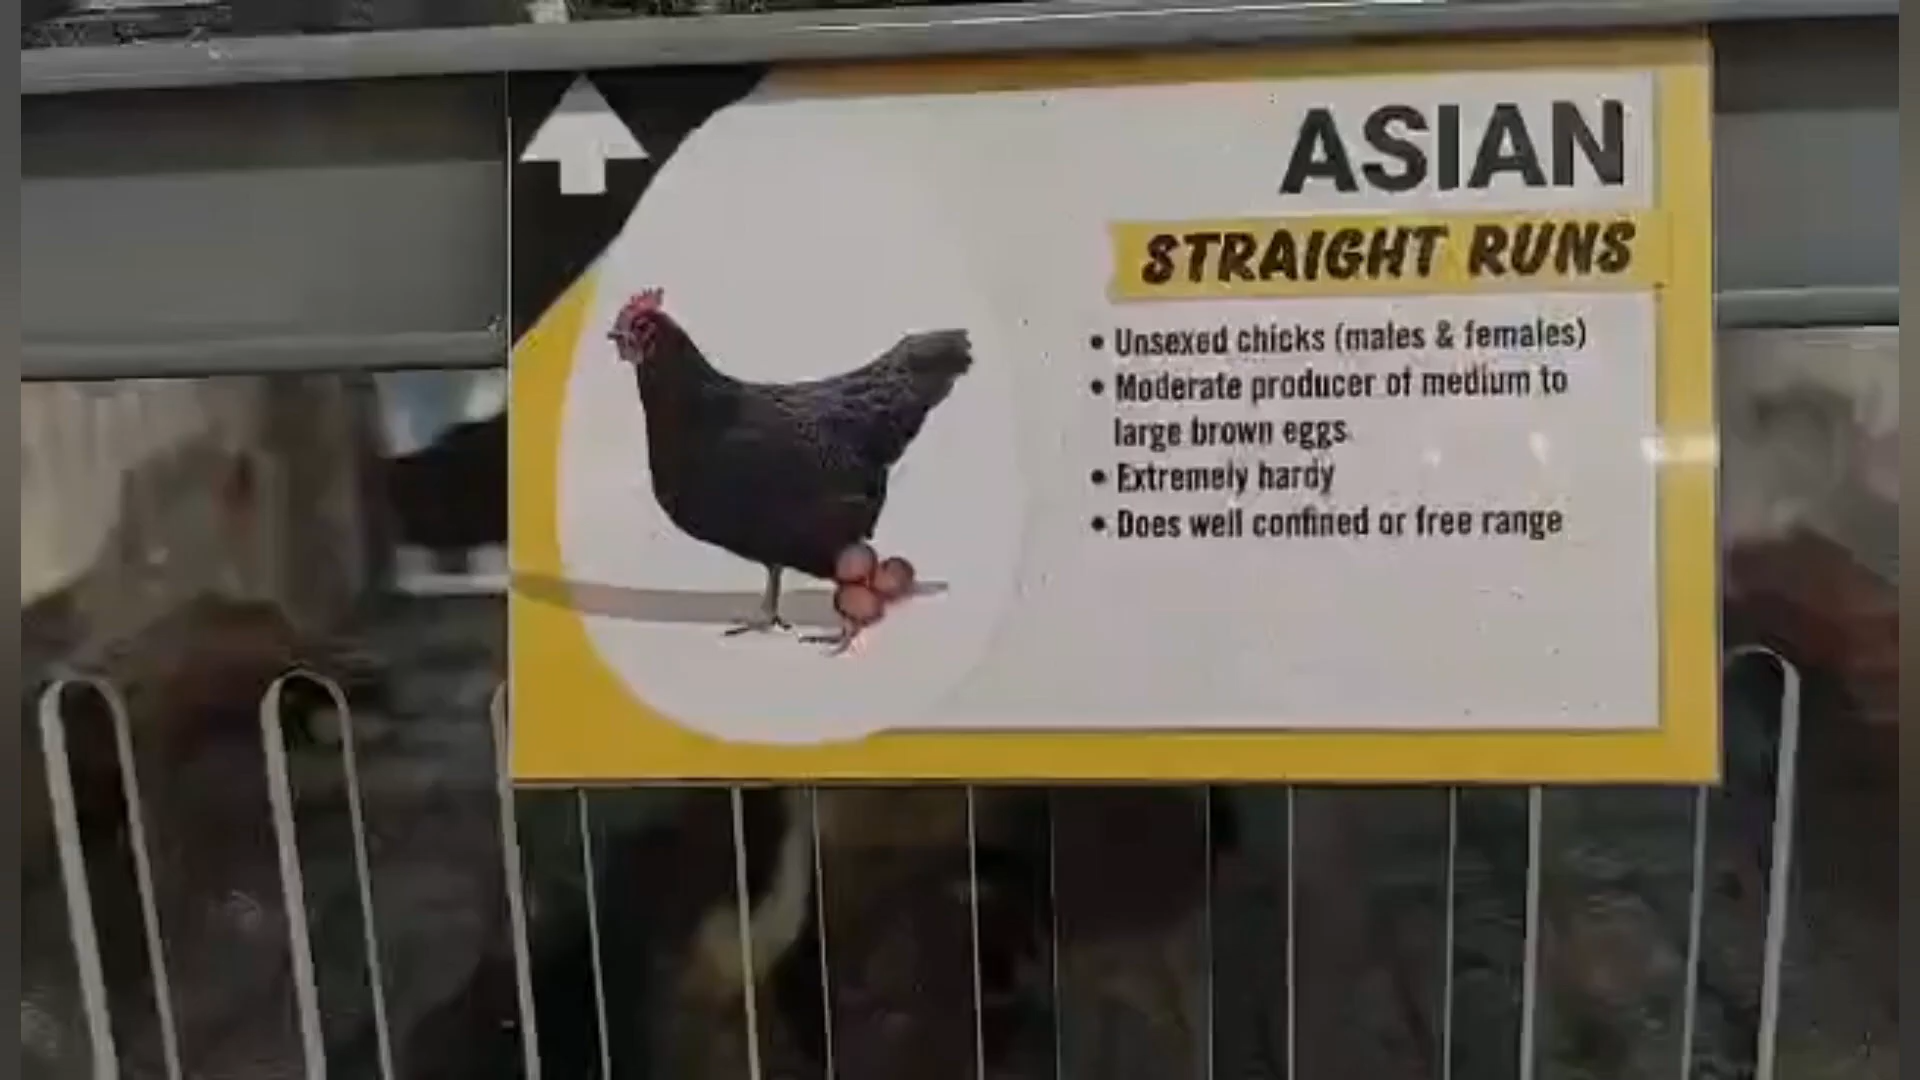 ASIAN
STRAIGHT RUNS
• Unsexed chicks (males & females)
• Moderate producer of medium to
large brown eggs
• Extremely hardy
• Does well confined or free range